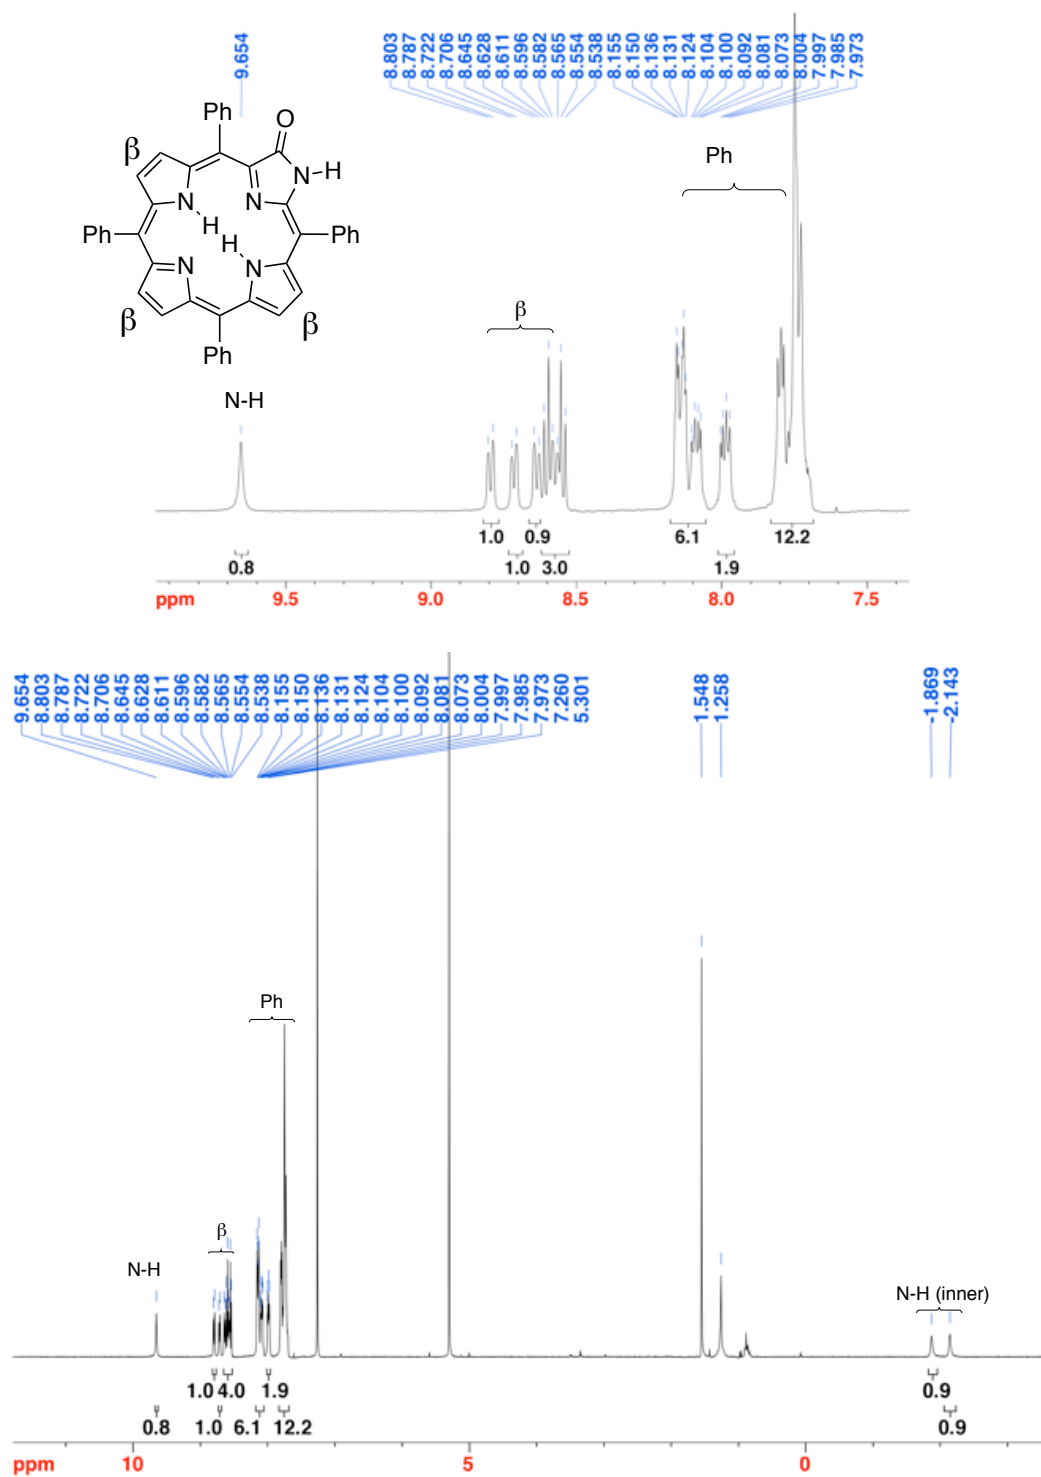 9.654
8.803
8.787
8.722
8.706
8.645
8.628
8.611
8.596
8.582
8.565
8.554
8.538
8.155
8.150
8.136
8.131
8.124
8.104
8.100
8.092
8.081
8.073
8.004
7.997
7.985
7.973
Ph O
β N-H
N N
H
Ph H Ph
N N
β β
Ph
Ph
β
N-H
1.0 0.9 6.1 12.2
0.8 1.0 3.0 1.9
ppm 9.5 9.0 8.5 8.0 7.5
9.654
8.803
8.787
8.722
8.706
8.645
8.628
8.611
8.596
8.582
8.565
8.554
8.538
8.155
8.150
8.136
8.131
8.124
8.104
8.100
8.092
8.081
8.073
8.004
7.997
7.985
7.973
7.260
5.301
1.548
1.258
-1.869
-2.143
Ph
β
N-H
N-H (inner)
1.0 4.0 1.9 0.9
0.8 1.0 6.1 12.2 0.9
ppm 10 5 0